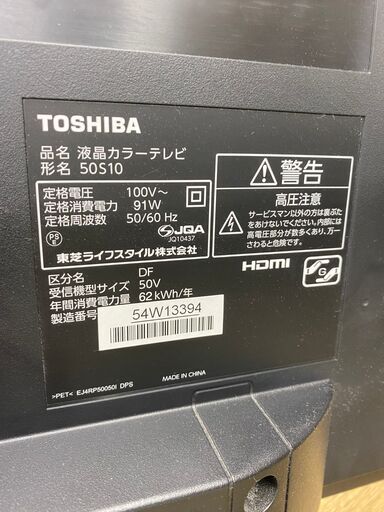 TOSHIBA
品名 液晶カラーテレビ
形名 50S10
定格電圧 100V～
定格消費電力 91W
定格周波数 50/60 Hz
PS
E
JQA
JQ10437
東芝ライフスタイル株式会社
区分名 DF
受信機型サイズ 50V
年間消費電力量 62kWh/年
製造番号 54W13394
MADE IN CHINA
>PET< EJ4RP50050I DPS
警告
高圧注意
サービスマン以外の方は裏ぶた
をあけないでください。内部には
高電圧部分が数多くあり、万一
さわると危険です。
HDMI
G